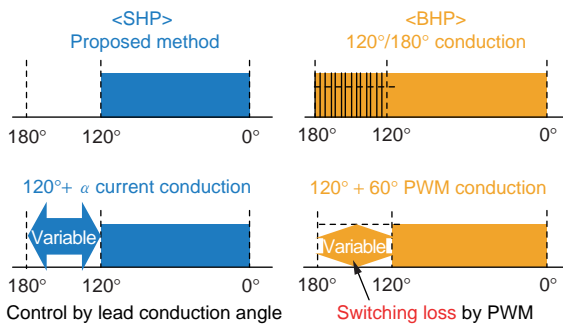 <SHP>
Proposed method
180° 120° 0°
120°+ α current conduction
Variable
180° 120° 0°
Control by lead conduction angle
<BHP>
120°/180° conduction
180° 120° 0°
120° + 60° PWM conduction
Variable
180° 120° 0°
Switching loss by PWM